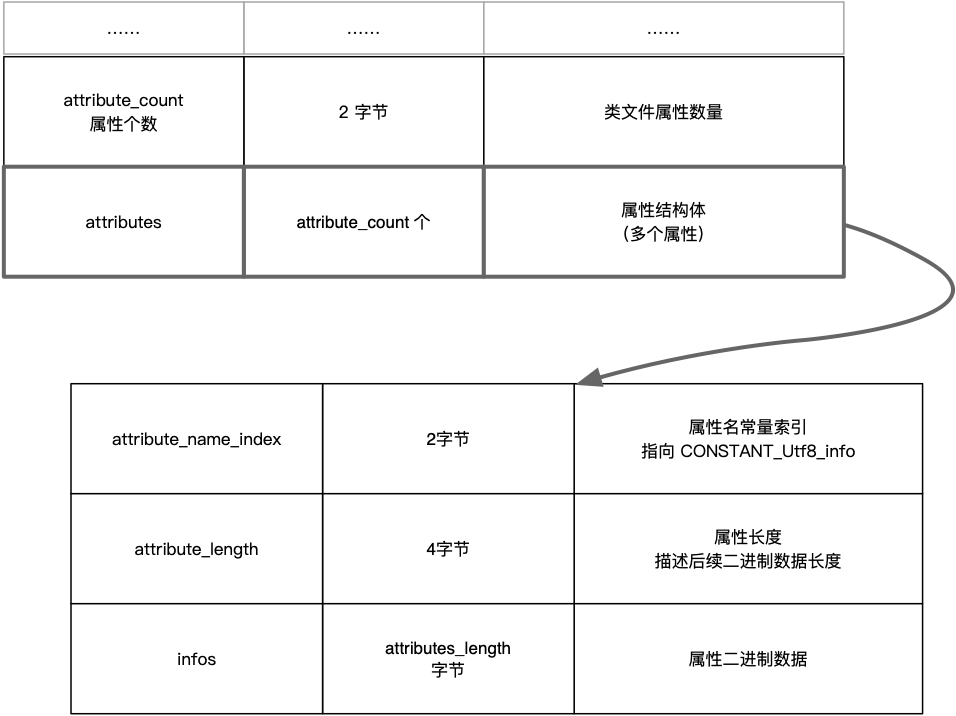 ...... ...... ......
attribute_count
属性个数
2 字节
类文件属性数量
attributes
attribute_count 个
属性结构体
（多个属性）
attribute_name_index
2字节
属性名常量索引
指向 CONSTANT_Utf8_info
attribute_length
4字节
属性长度
描述后续二进制数据长度
infos
attributes_length
字节
属性二进制数据